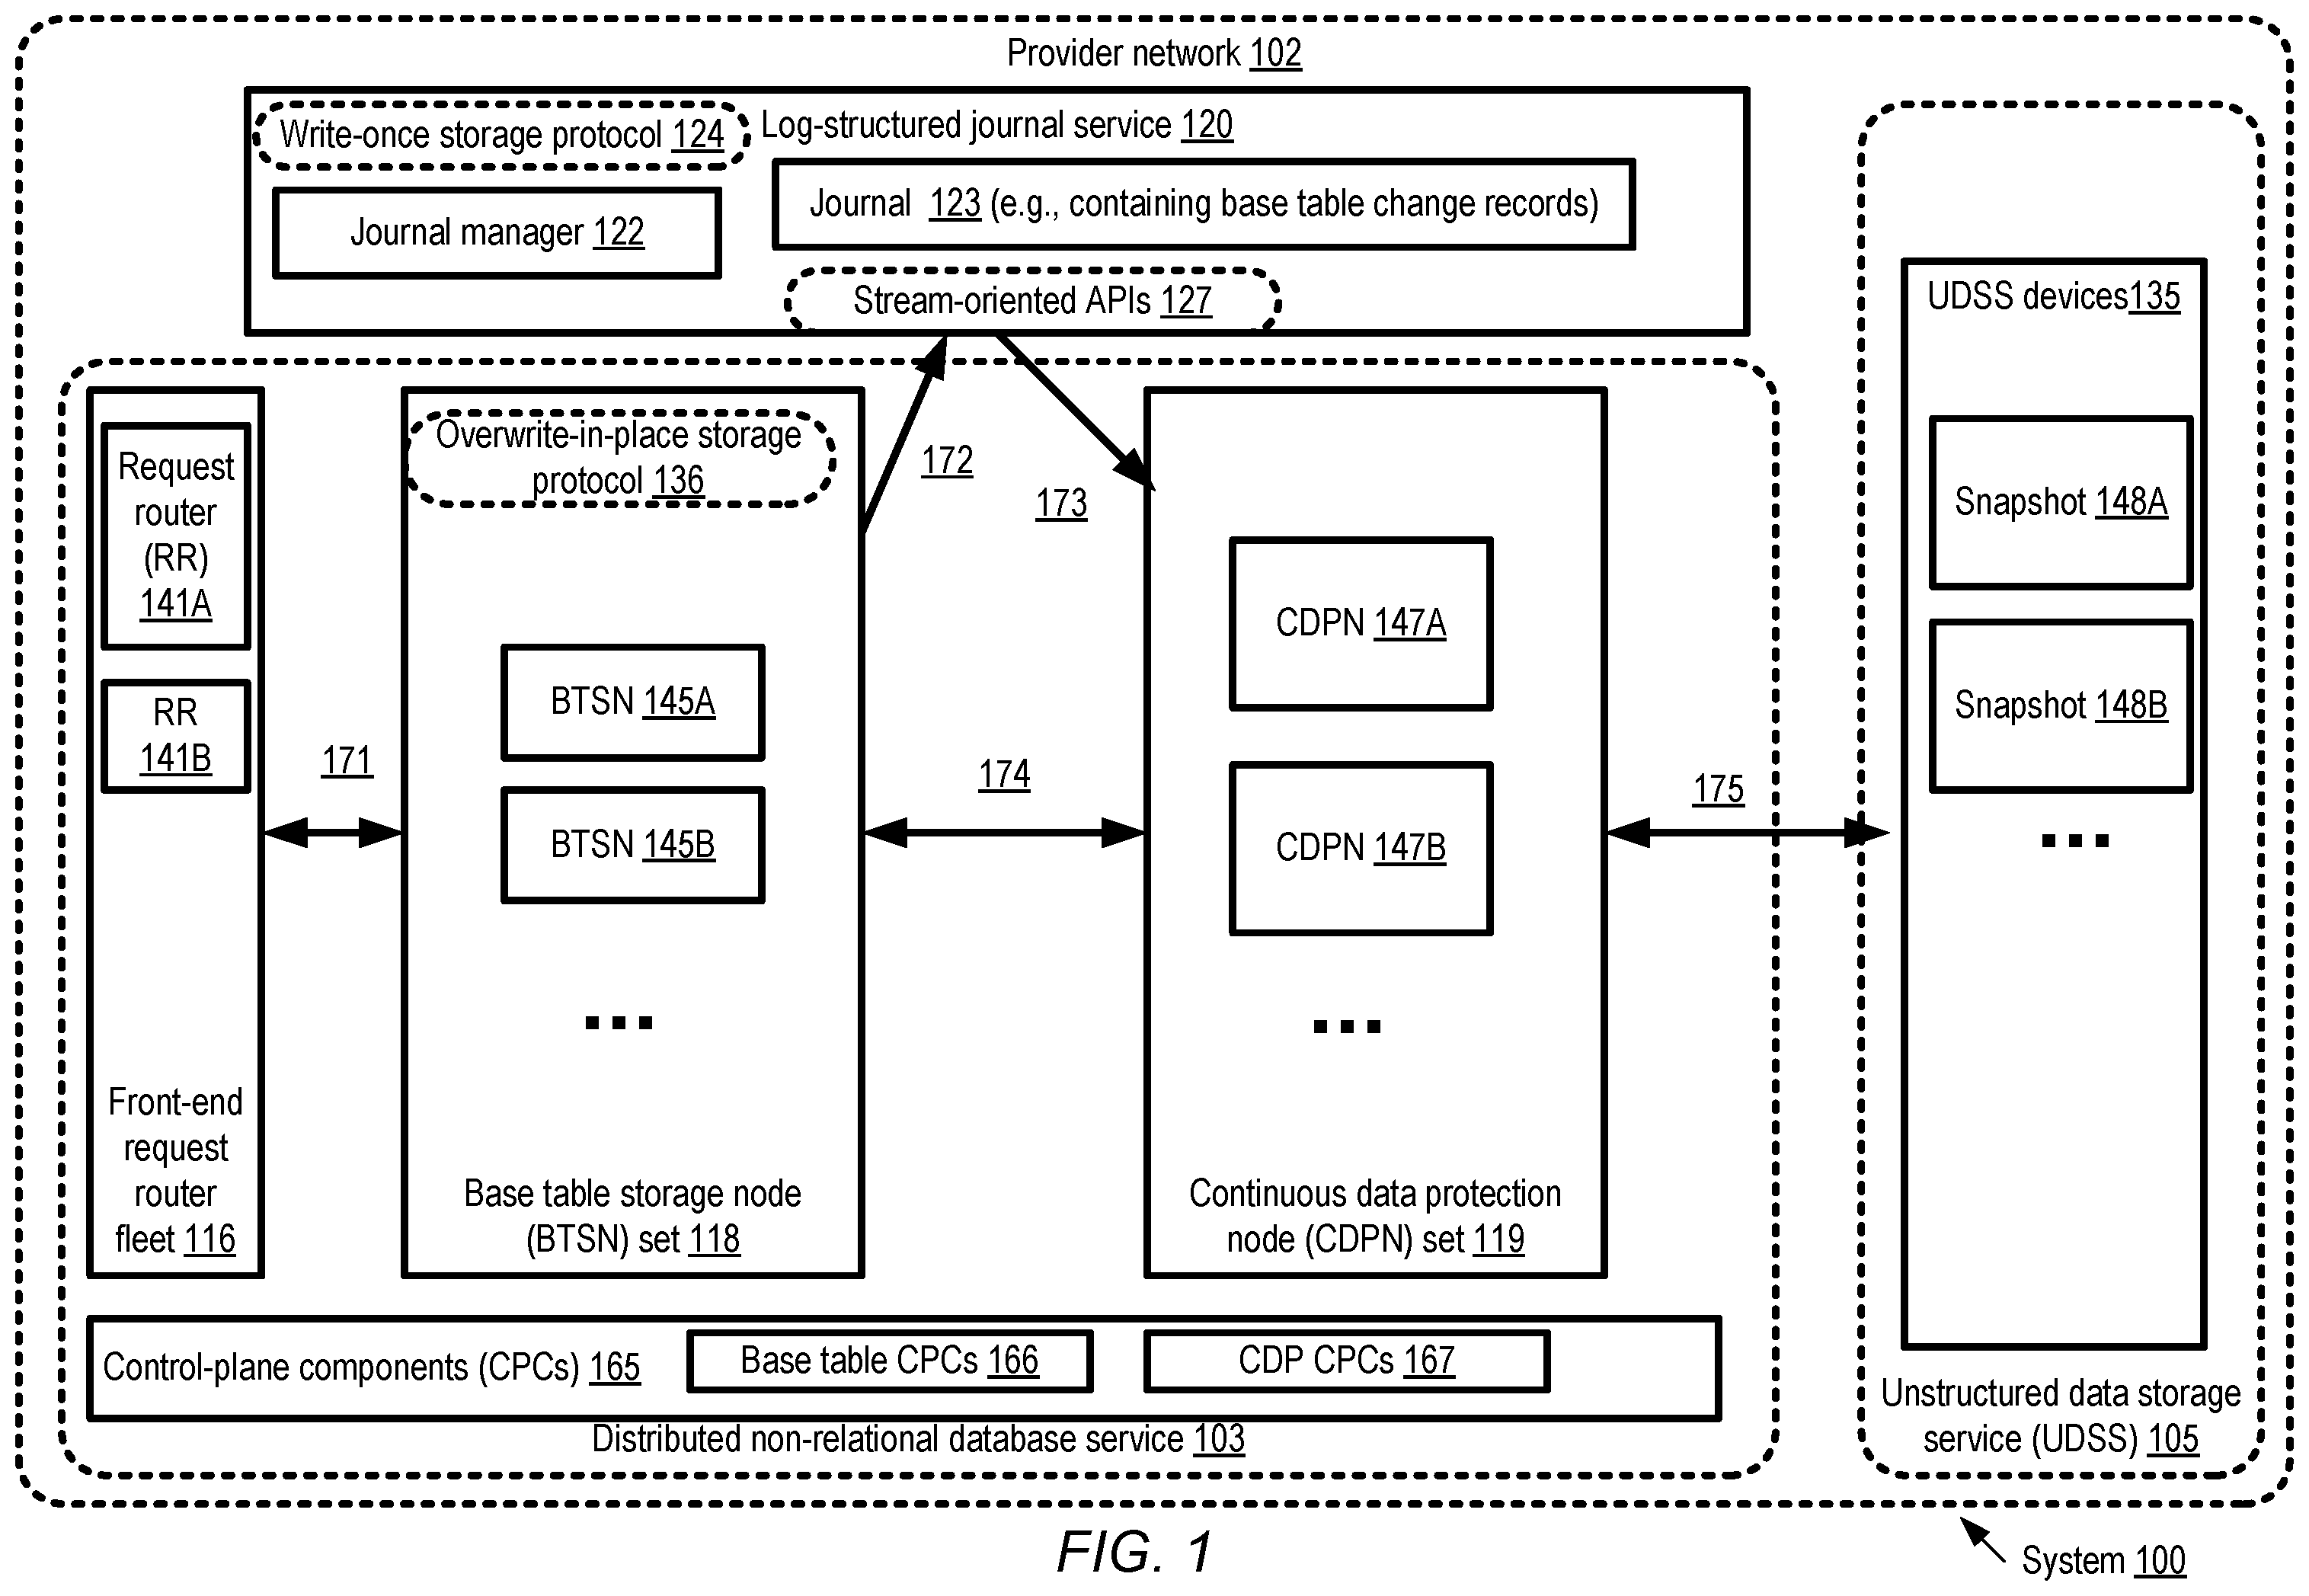 Provider network 102
Write-once storage protocol 124
Log-structured journal service 120
Journal manager 122
Journal 123 (e.g., containing base table change records)
Stream-oriented APIs 127
UDSS devices135
Request
router
(RR)
141A
RR
141B
Front-end
request
router
fleet 116
171
Overwrite-in-place storage
protocol 136
BTSN 145A
BTSN 145B
Base table storage node
(BTSN) set 118
172
173
174
CDPN 147A
CDPN 147B
Continuous data protection
node (CDPN) set 119
175
Snapshot 148A
Snapshot 148B
Unstructured data storage
service (UDSS) 105
Control-plane components (CPCs) 165
Base table CPCs 166
CDP CPCs 167
Distributed non-relational database service 103
FIG. 1
System 100